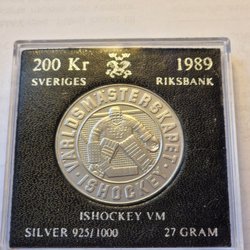 200 Kr 1989
SVERIGES RIKSBANK
VÄRLDSMÄSTERSKAPET
ISHOCKEY
ISHOCKEY VM
SILVER 925/1000 27 GRAM